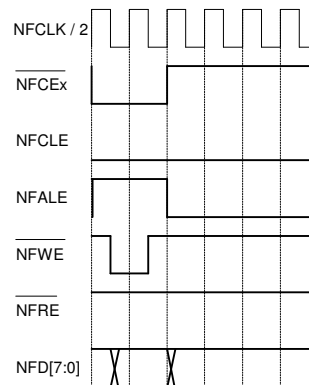 NFCLK / 2
NFCEx
NFCLE
NFALE
NFWE
NFRE
NFD[7:0]